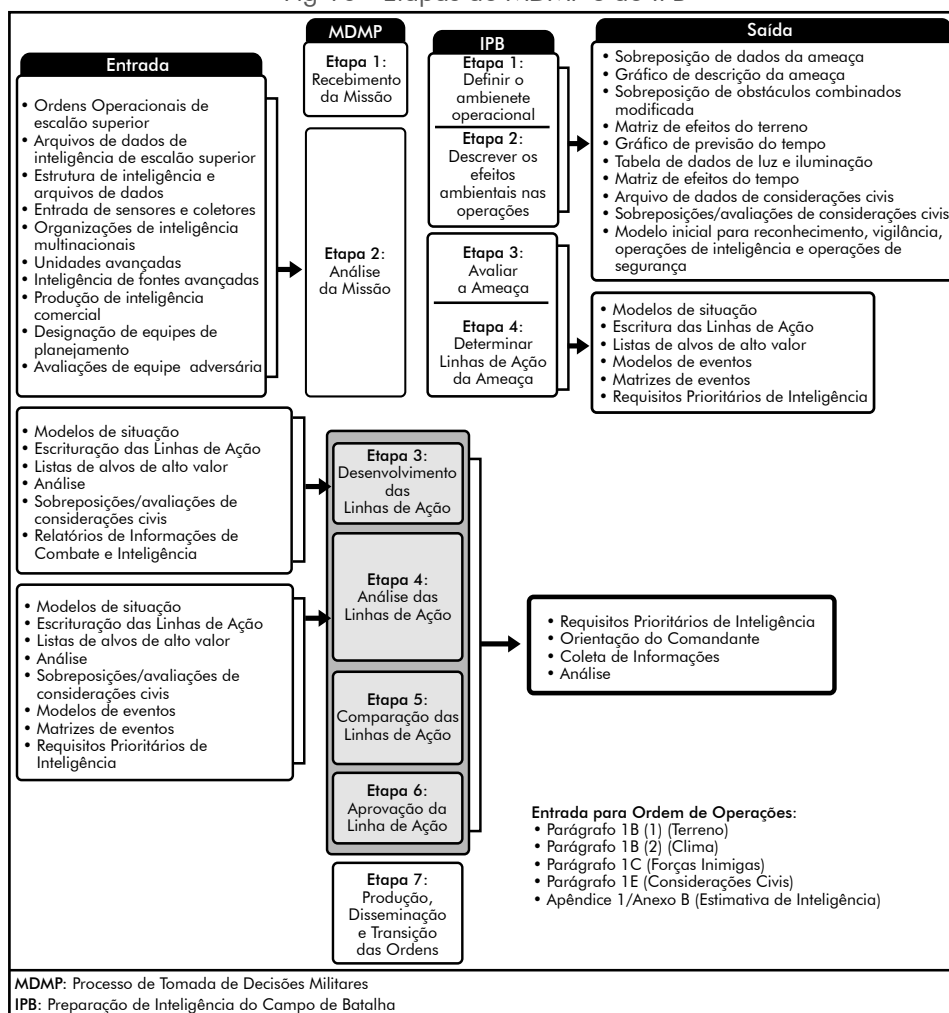 MDMP
IPB
Saída
Entrada
Etapa 1:
Recebimento
da Missão
Etapa 1:
Definir o
ambienete
operacional
Etapa 2:
Descrever os
efeitos
ambientais nas
operações
• Sobreposição de dados da ameaça
• Gráfico de descrição da ameaça
• Sobreposição de obstáculos combinados
modificada
• Matriz de efeitos do terreno
• Gráfico de previsão do tempo
• Tabela de dados de luz e iluminação
• Matriz de efeitos do tempo
• Arquivo de dados de considerações civis
• Sobreposições/avaliações de considerações civis
• Modelo inicial para reconhecimento, vigilância,
operações de inteligência e operações de
segurança
• Ordens Operacionais de
escalão superior
• Arquivos de dados de
inteligência de escalão superior
• Estrutura de inteligência e
arquivos de dados
• Entrada de sensores e coletores
• Organizações de inteligência
multinacionais
• Unidades avançadas
• Inteligência de fontes avançadas
• Produção de inteligência
comercial
• Designação de equipes de
planejamento
• Avaliações de equipe adversária
Etapa 2:
Análise
da Missão
Etapa 3:
Avaliar
a Ameaça
Etapa 4:
Determinar
Linhas de Ação
da Ameaça
• Modelos de situação
• Escritura das Linhas de Ação
• Listas de alvos de alto valor
• Modelos de eventos
• Matrizes de eventos
• Requisitos Prioritários de Inteligência
• Modelos de situação
• Escrituração das Linhas de Ação
• Listas de alvos de alto valor
• Análise
• Sobreposições/avaliações de
considerações civis
• Relatórios de Informações de
Combate e Inteligência
Etapa 3:
Desenvolvimento
das
Linhas de Ação
Etapa 4:
Análise das
Linhas de Ação
• Modelos de situação
• Escrituração das Linhas de Ação
• Listas de alvos de alto valor
• Análise
• Sobreposições/avaliações de
considerações civis
• Modelos de eventos
• Matrizes de eventos
• Requisitos Prioritários de
Inteligência
• Requisitos Prioritários de Inteligência
• Orientação do Comandante
• Coleta de Informações
• Análise
Etapa 5:
Comparação das
Linhas de Ação
Etapa 6:
Aprovação da
Linha de Ação
Etapa 7:
Produção,
Disseminação
e Transição
das Ordens
Entrada para Ordem de Operações:
• Parágrafo 1B (1) (Terreno)
• Parágrafo 1B (2) (Clima)
• Parágrafo 1C (Forças Inimigas)
• Parágrafo 1E (Considerações Civis)
• Apêndice 1/Anexo B (Estimativa de Inteligência)
MDMP: Processo de Tomada de Decisões Militares
IPB: Preparação de Inteligência do Campo de Batalha